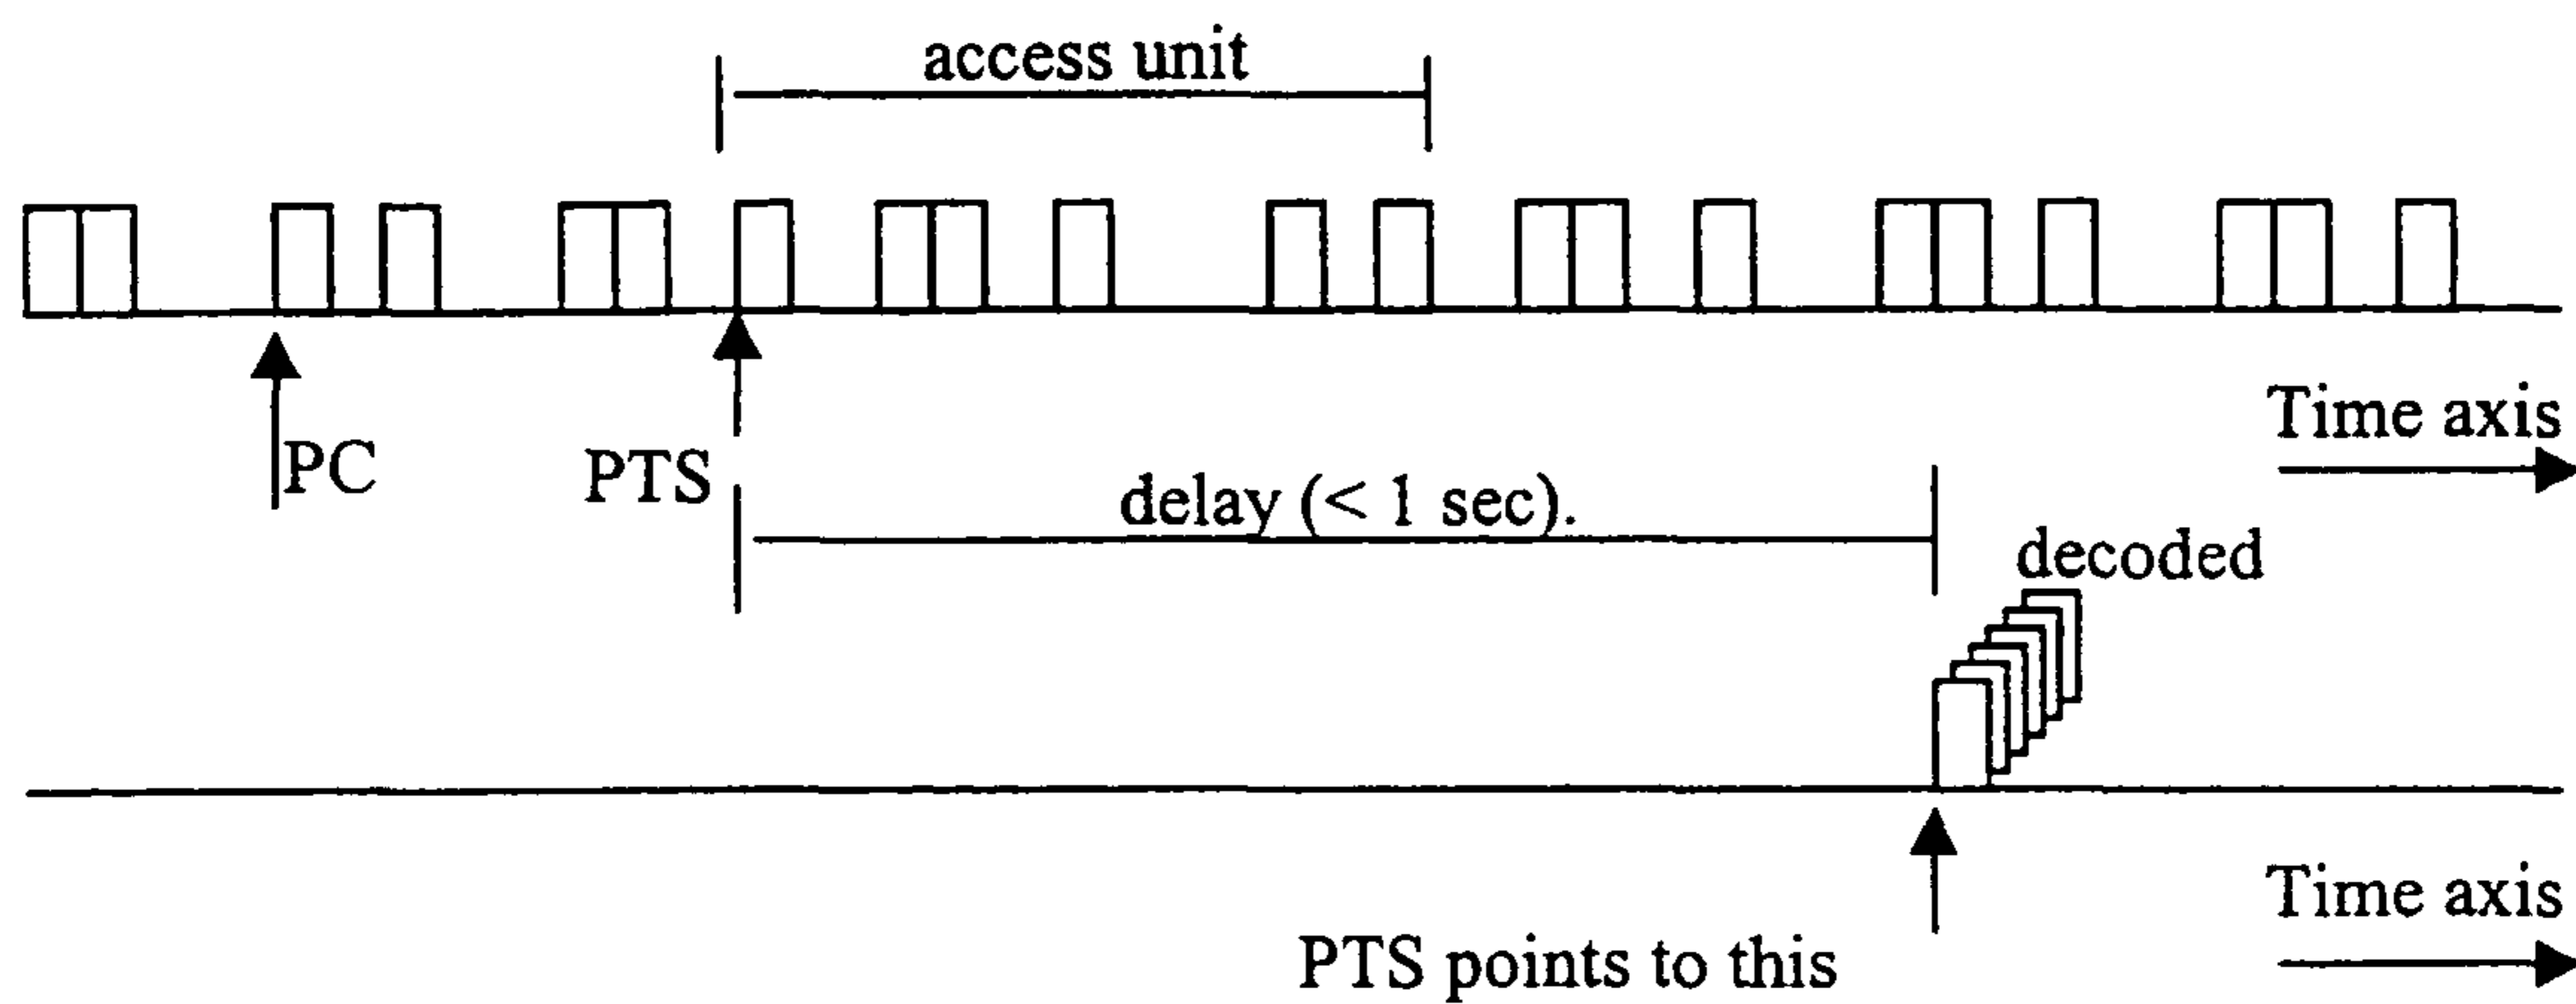 access unit
Time axis
PC
PTS
delay (< 1 sec).
decoded
Time axis
PTS points to this